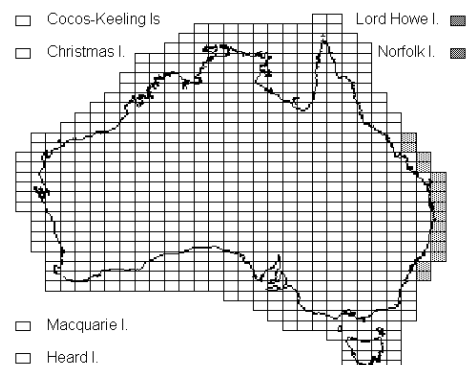 Cocos-Keeling Is
Lord Howe I.
Christmas I.
Norfolk I.
Macquarie I.
Heard I.